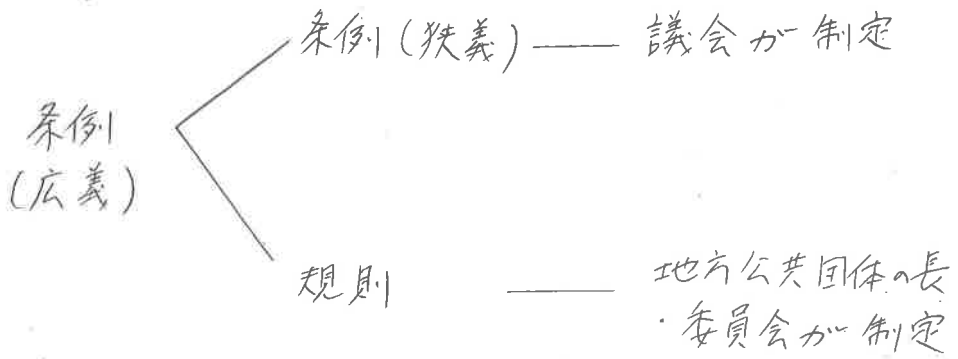 条例(狭義) ── 議会が制定
条例
(広義)
規則 ── 地方公共団体の長
・委員会が制定